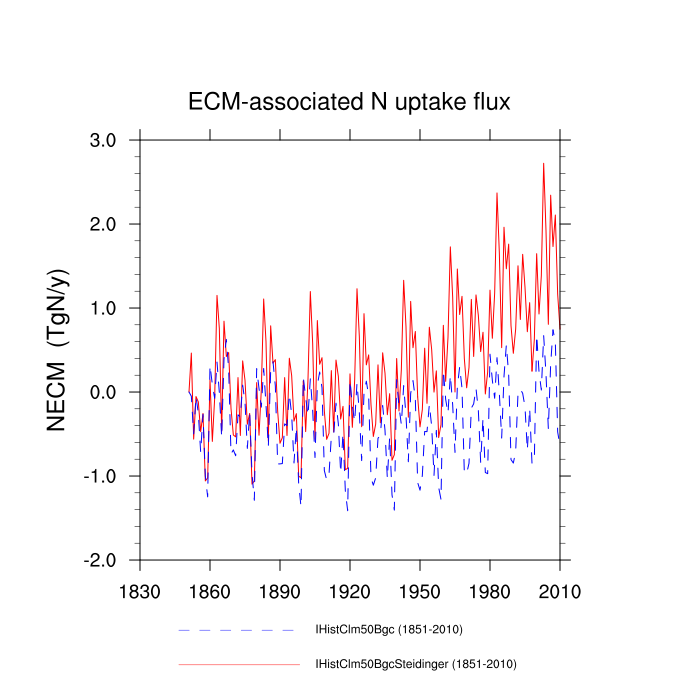 ECM-associated N uptake flux
3.0
2.0
1.0
0.0
-1.0
-2.0
NECM (TgN/y)
1830 1860 1890 1920 1950 1980 2010
IHistClm50Bgc (1851-2010)
IHistClm50BgcSteidinger (1851-2010)